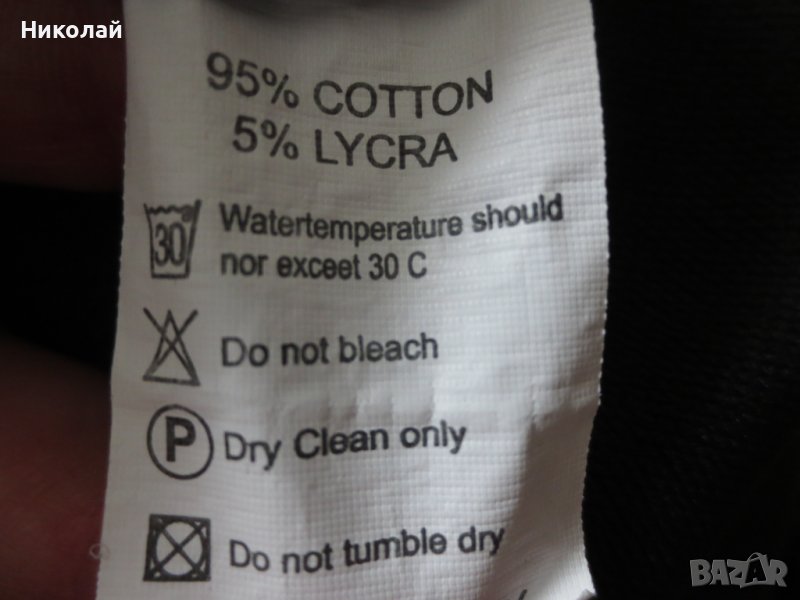 Николай
95% COTTON
5% LYCRA
30 Watertemperature should
nor exceet 30 C
Do not bleach
P Dry Clean only
Do not tumble dry
BAZAR